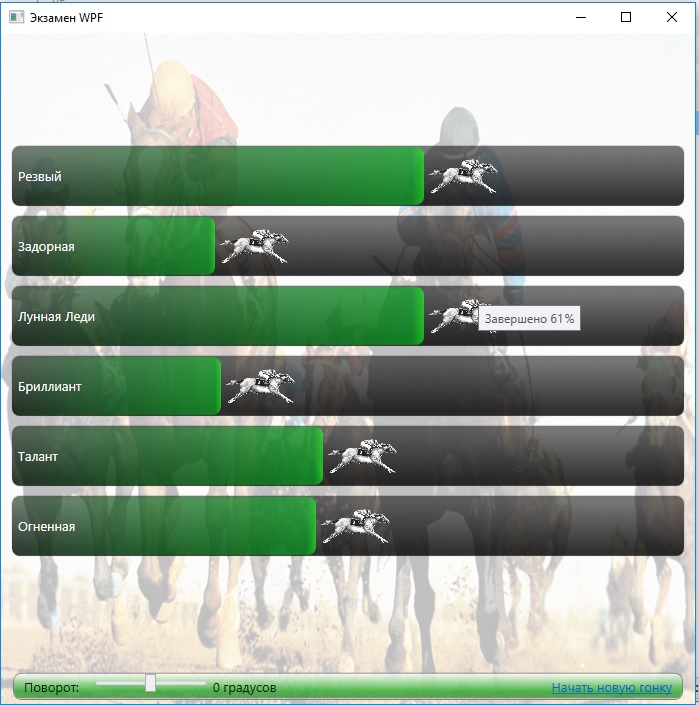 Экзамен WPF
Резвый
Задорная
Лунная Леди
Завершено 61%
Бриллиант
Талант
Огненная
Поворот: 0 градусов Начать новую гонку